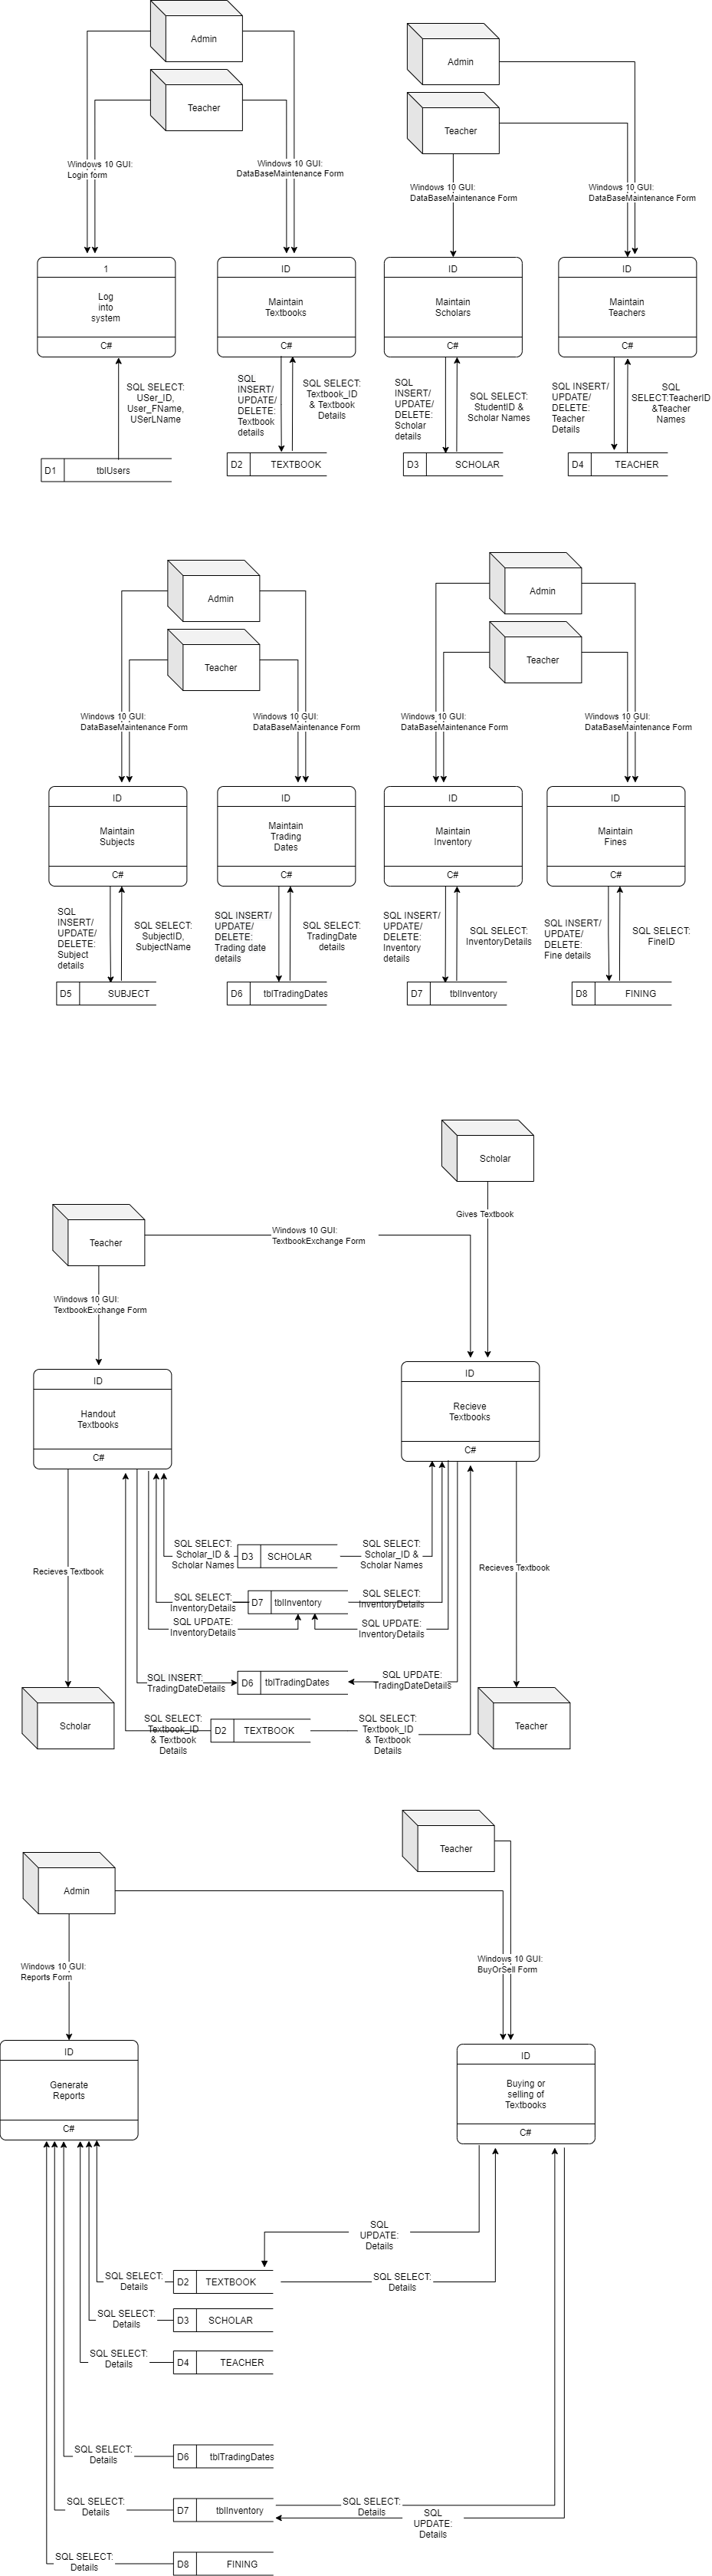 Admin
Teacher
Windows 10 GUI:
Login form
Windows 10 GUI:
DataBaseMaintenance Form
Admin
Teacher
Windows 10 GUI:
DataBaseMaintenance Form
Windows 10 GUI:
DataBaseMaintenance Form
1
Log
into
system
C#
ID
Maintain
Textbooks
C#
ID
Maintain
Scholars
C#
ID
Maintain
Teachers
C#
SQL SELECT:
USer_ID,
User_FName,
USerLName
SQL
INSERT/
UPDATE/
DELETE:
Textbook
details
SQL SELECT:
Textbook_ID
& Textbook
Details
SQL
INSERT/
UPDATE/
DELETE:
Scholar
details
SQL SELECT:
StudentID &
Scholar Names
SQL INSERT/
UPDATE/
DELETE:
Teacher
Details
SQL
SELECT:TeacherID
&Teacher
Names
D1 tblUsers
D2 TEXTBOOK
D3 SCHOLAR
D4 TEACHER
Admin
Teacher
Windows 10 GUI:
DataBaseMaintenance Form
Windows 10 GUI:
DataBaseMaintenance Form
Admin
Teacher
Windows 10 GUI:
DataBaseMaintenance Form
Windows 10 GUI:
DataBaseMaintenance Form
ID
Maintain
Subjects
C#
ID
Maintain
Trading
Dates
C#
ID
Maintain
Inventory
C#
ID
Maintain
Fines
C#
SQL
INSERT/
UPDATE/
DELETE:
Subject
details
SQL SELECT:
SubjectID,
SubjectName
SQL INSERT/
UPDATE/
DELETE:
Trading date
details
SQL SELECT:
TradingDate
details
SQL INSERT/
UPDATE/
DELETE:
Inventory
details
SQL SELECT:
InventoryDetails
SQL INSERT/
UPDATE/
DELETE:
Fine details
SQL SELECT:
FineID
D5 SUBJECT
D6 tblTradingDates
D7 tblInventory
D8 FINING
Scholar
Gives Textbook
Teacher
Windows 10 GUI:
TextbookExchange Form
Windows 10 GUI:
TextbookExchange Form
ID
Handout
Textbooks
C#
ID
Recieve
Textbooks
C#
Recieves Textbook
SQL SELECT:
Scholar_ID &
Scholar Names
D3 SCHOLAR
SQL SELECT:
Scholar_ID &
Scholar Names
Recieves Textbook
SQL SELECT:
InventoryDetails
D7 tblInventory
SQL SELECT:
InventoryDetails
SQL UPDATE:
InventoryDetails
SQL UPDATE:
InventoryDetails
SQL INSERT:
TradingDateDetails
D6 tblTradingDates
SQL UPDATE:
TradingDateDetails
Scholar
SQL SELECT:
Textbook_ID
& Textbook
Details
D2 TEXTBOOK
SQL SELECT:
Textbook_ID
& Textbook
Details
Teacher
Teacher
Admin
Windows 10 GUI:
Reports Form
Windows 10 GUI:
BuyOrSell Form
ID
Generate
Reports
C#
ID
Buying or
selling of
Textbooks
C#
SQL
UPDATE:
Details
SQL SELECT:
Details
D2 TEXTBOOK
SQL SELECT:
Details
SQL SELECT:
Details
D3 SCHOLAR
SQL SELECT:
Details
D4 TEACHER
SQL SELECT:
Details
D6 tblTradingDates
SQL SELECT:
Details
D7 tblInventory
SQL SELECT:
Details
SQL
UPDATE:
Details
SQL SELECT:
Details
D8 FINING